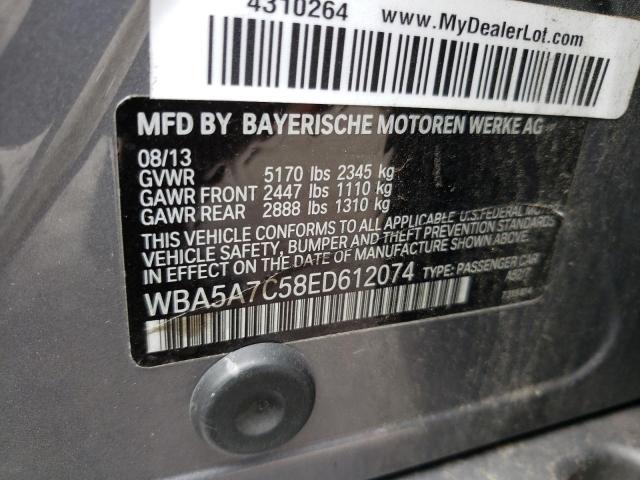 4310264 www.MyDealerLot.com
MFD BY BAYERISCHE MOTOREN WERKE AG
08/13
GVWR 5170 lbs 2345 kg
GAWR FRONT 2447 lbs 1110 kg
GAWR REAR 2888 lbs 1310 kg
THIS VEHICLE CONFORMS TO ALL APPLICABLE U.S.FEDERAL
VEHICLE SAFETY, BUMPER AND THEFT PREVENTION STANDARDS
IN EFFECT ON THE DATE OF MANUFACTURE SHOWN ABOVE.
WBA5A7C58ED612074 TYPE: PASSENGER CAR